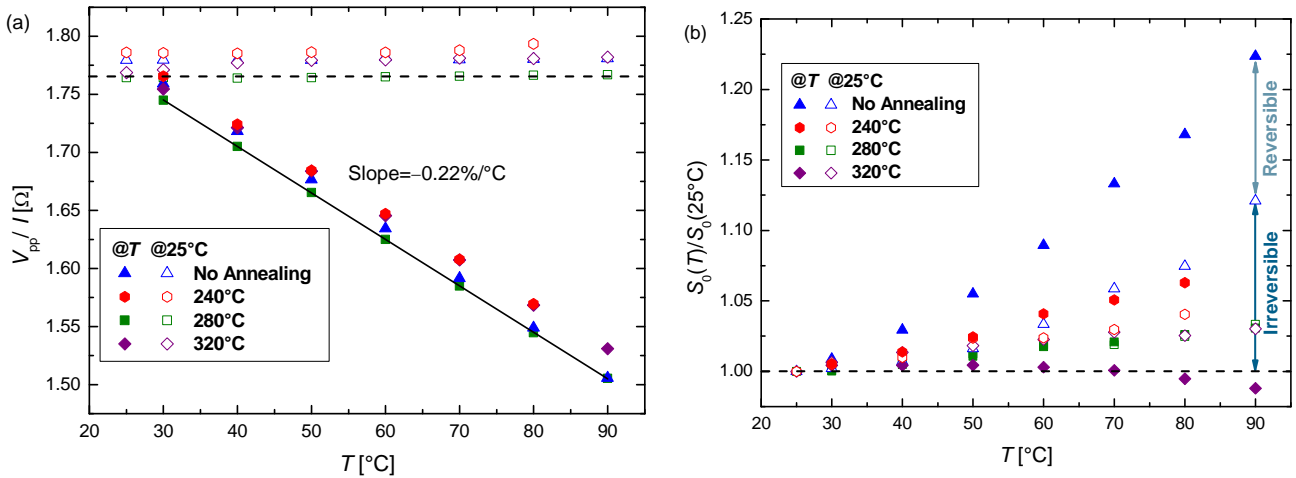 (a)
1.80
1.75
1.70
1.65
1.60
1.55
1.50
V_pp / I [Ω]
20 30 40 50 60 70 80 90
T [°C]
Slope=−0.22%/°C
@T @25°C
No Annealing
240°C
280°C
320°C
(b)
1.25
1.20
1.15
1.10
1.05
1.00
S_0(T)/S_0(25°C)
20 30 40 50 60 70 80 90
T [°C]
@T @25°C
No Annealing
240°C
280°C
320°C
Reversible
Irreversible